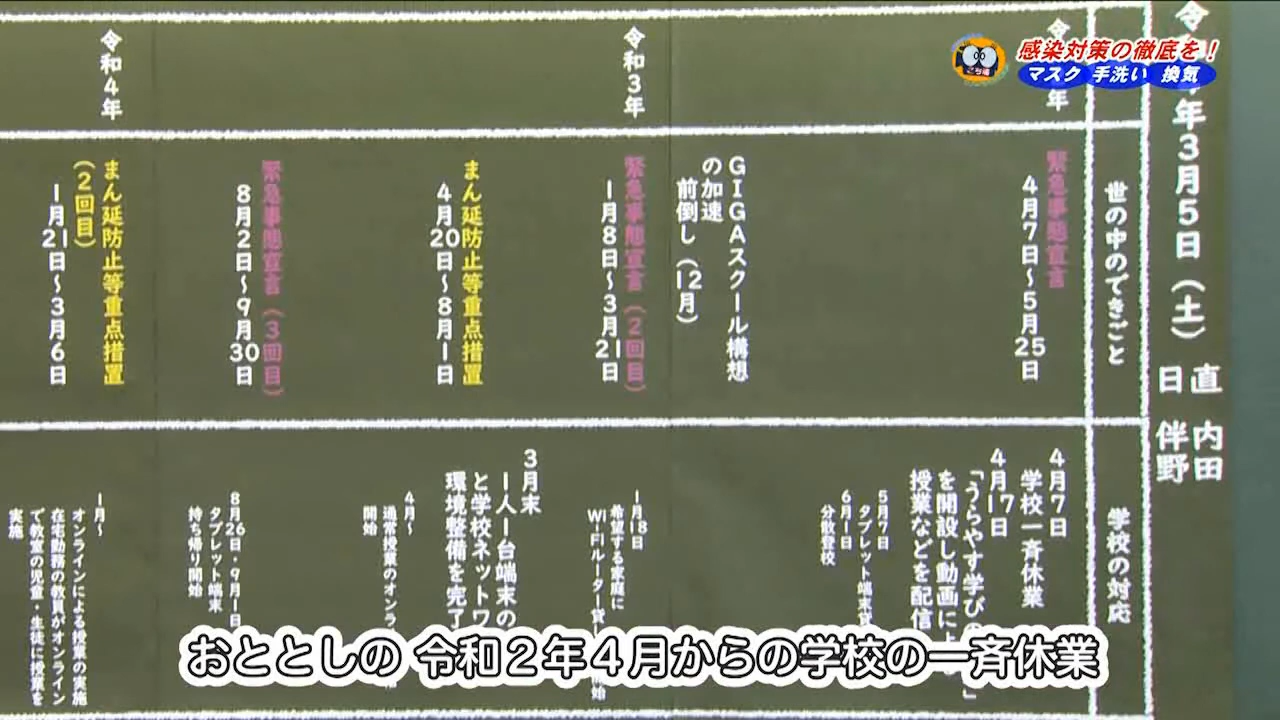 感染対策の徹底を！
マスク 手洗い 換気
年3月5日（土）
日直
内田
伴野
世の中のできごと
学校の対応
年
緊急事態宣言
4月7日～5月25日
GIGAスクール構想
の加速
前倒し（12月）
令和3年
緊急事態宣言（2回目）
1月8日～3月21日
まん延防止等重点措置
4月20日～8月1日
緊急事態宣言（3回目）
8月2日～9月30日
令和4年
まん延防止等重点措置
（2回目）
1月21日～3月6日
4月7日
学校一斉休業
4月17日
「うらやす学びの
を開設し動画によ
授業などを配信
5月7日
タブレット端末貸
6月1日
分散登校
1月18日
希望する家庭に
WI-FIルーター貸
開始
3月末
1人1台端末の
と学校ネットワ
環境整備を完了
4月～
通常授業のオンラ
開始
8月26日・9月1日
タブレット端末
持ち帰り開始
1月～
オンラインによる授業の実施
在宅勤務の教員がオンライン
で教室の児童・生徒に授業を
実施
おととしの 令和２年４月からの学校の一斉休業